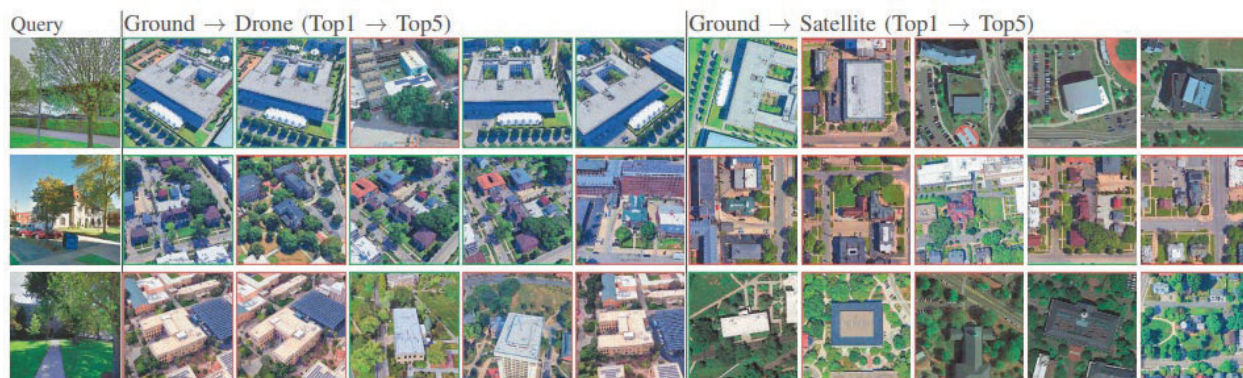 Query
Ground → Drone (Top1 → Top5)
Ground → Satellite (Top1 → Top5)